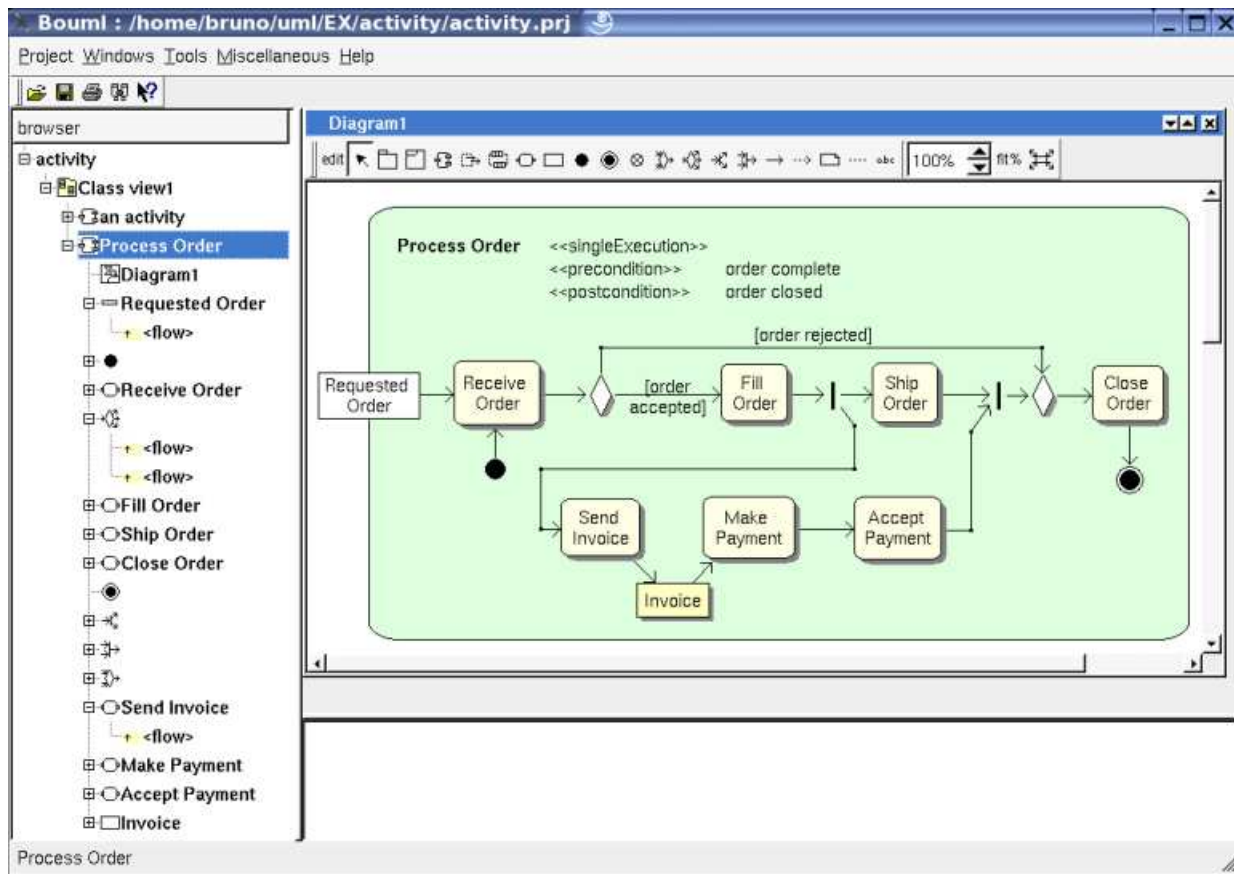 Bouml : /home/bruno/uml/EX/activity/activity.prj
Project Windows Tools Miscellaneous Help
browser
activity
Class view1
an activity
Process Order
Diagram1
Requested Order
<flow>
Receive Order
<flow>
<flow>
Fill Order
Ship Order
Close Order
Send Invoice
<flow>
Make Payment
Accept Payment
Invoice
Diagram1
edit
abc
100%
fit%
Process Order <<singleExecution>>
<<precondition>> order complete
<<postcondition>> order closed
[order rejected]
Requested
Order
Receive
Order
[order
accepted]
Fill
Order
Ship
Order
Close
Order
Send
Invoice
Make
Payment
Accept
Payment
Invoice
Process Order